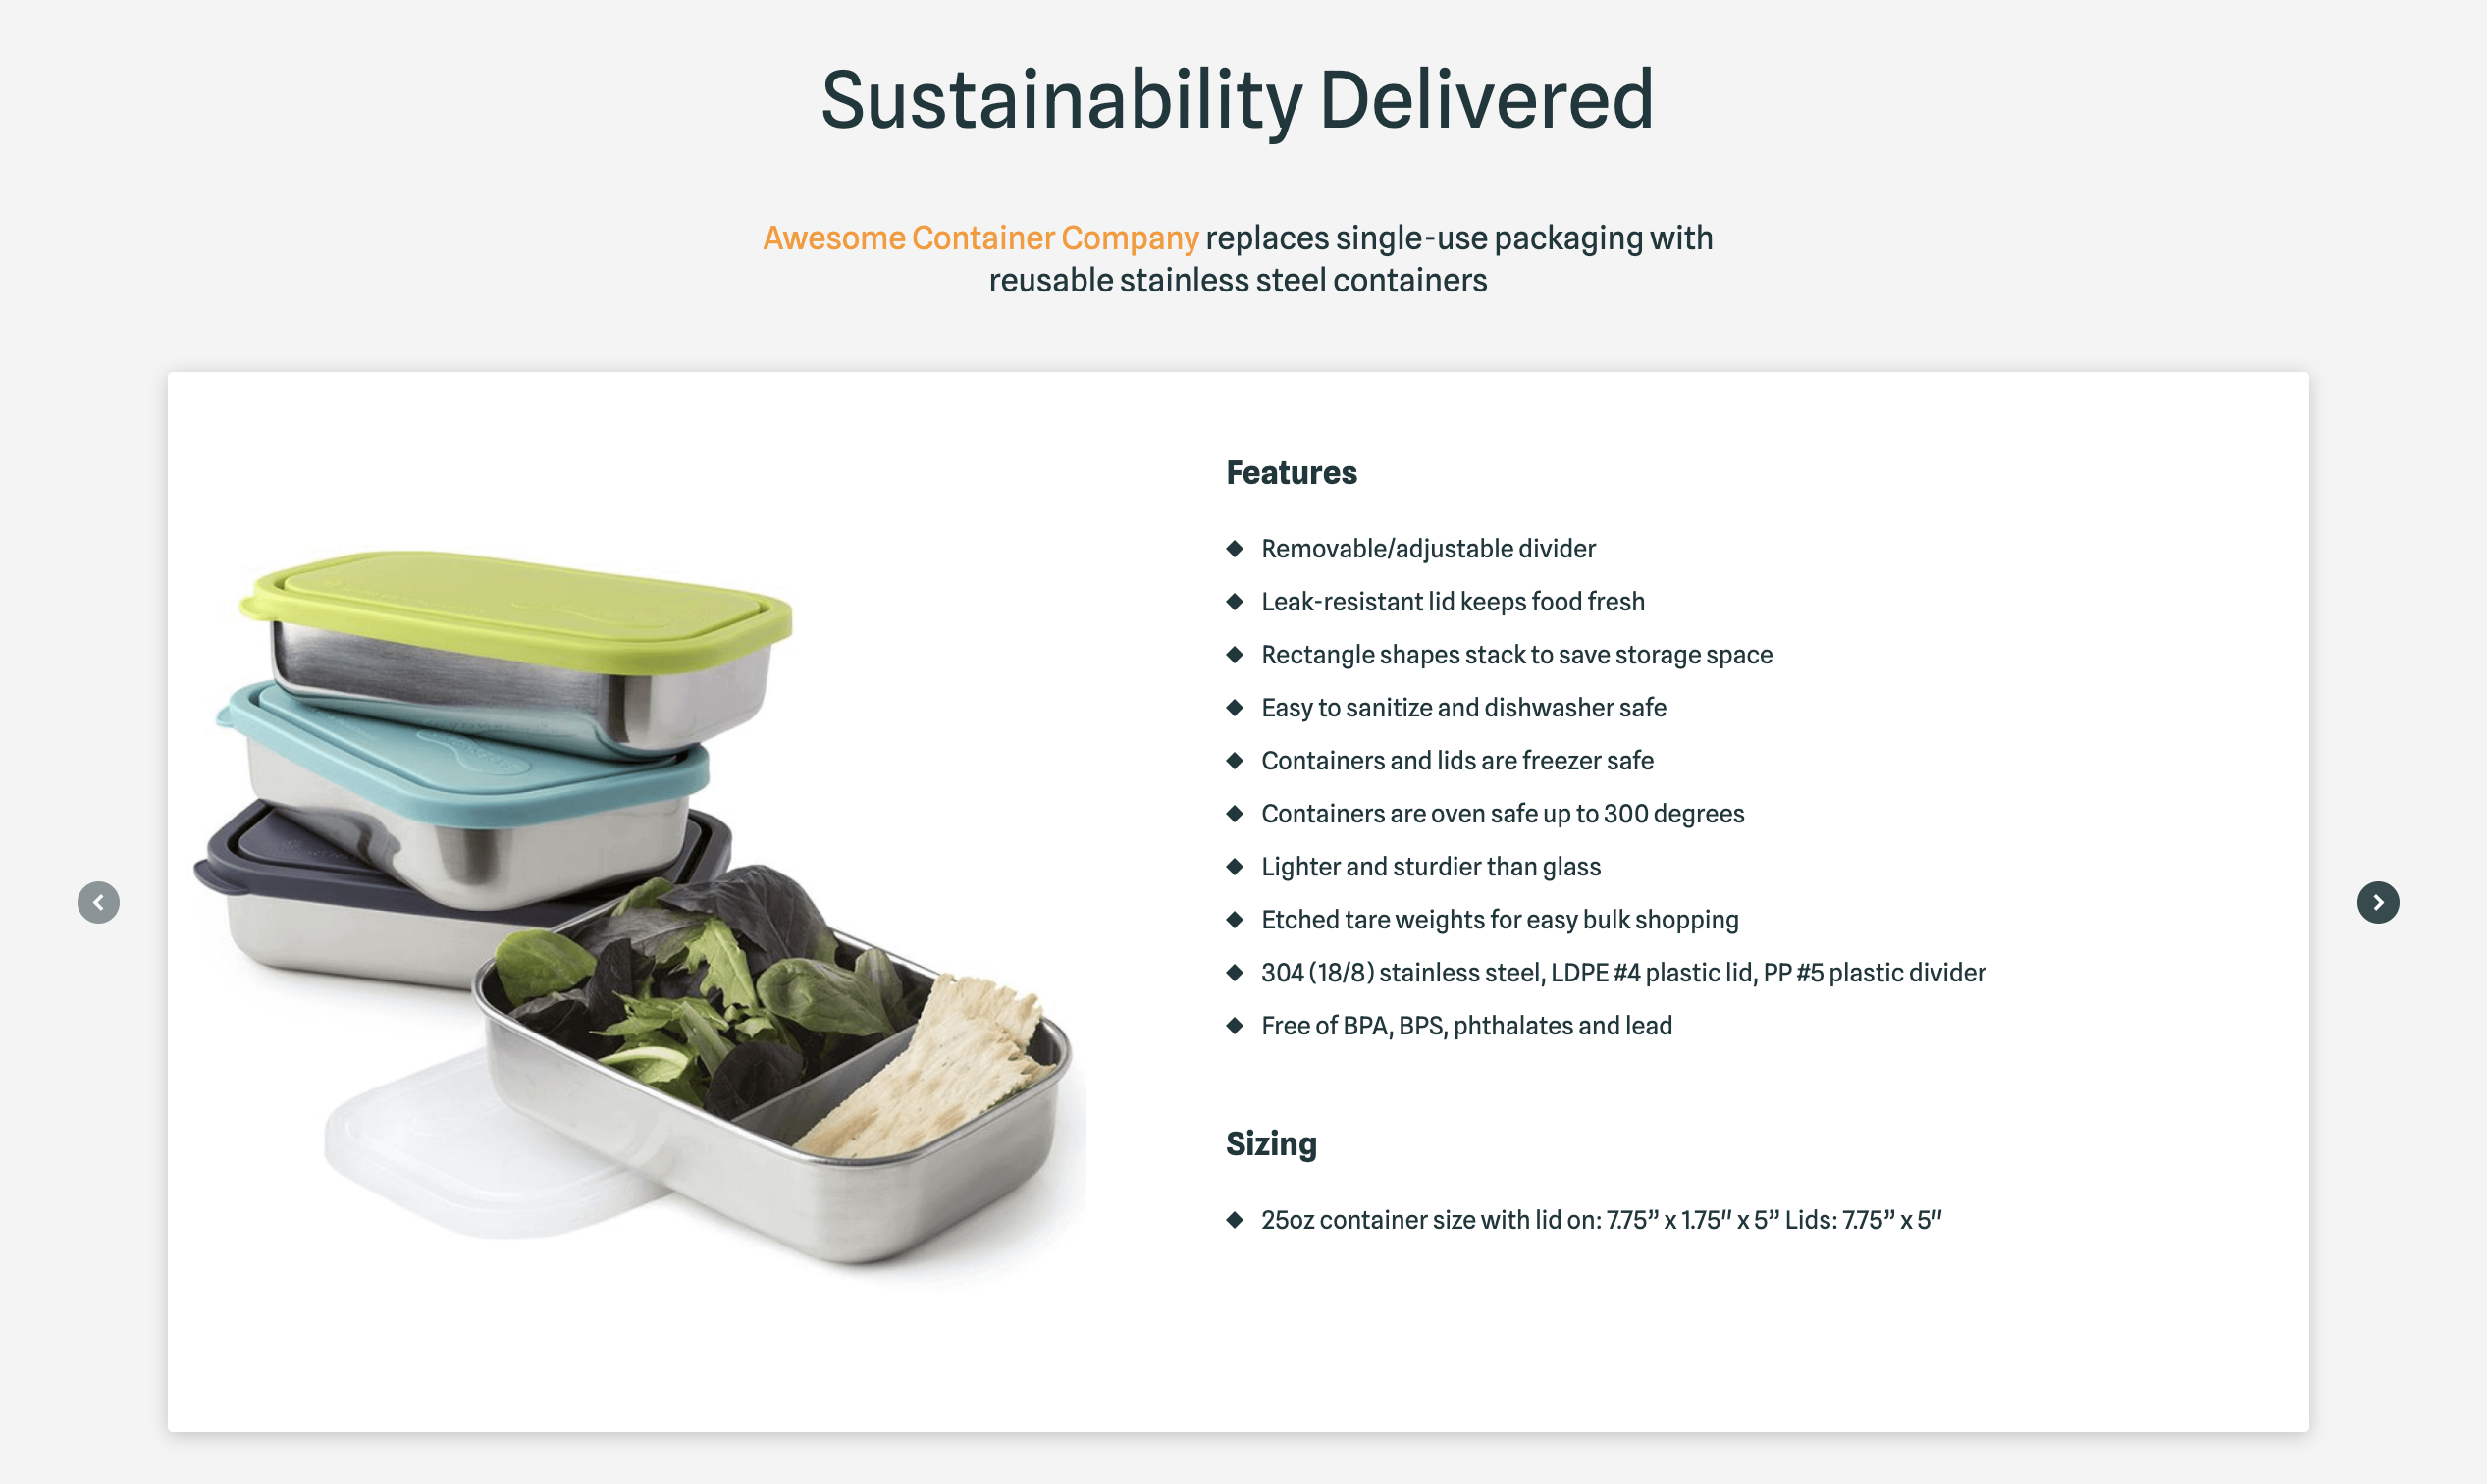 Sustainability Delivered
Awesome Container Company replaces single-use packaging with
reusable stainless steel containers
Features
Removable/adjustable divider
Leak-resistant lid keeps food fresh
Rectangle shapes stack to save storage space
Easy to sanitize and dishwasher safe
Containers and lids are freezer safe
Containers are oven safe up to 300 degrees
Lighter and sturdier than glass
Etched tare weights for easy bulk shopping
304 (18/8) stainless steel, LDPE #4 plastic lid, PP #5 plastic divider
Free of BPA, BPS, phthalates and lead
Sizing
25oz container size with lid on: 7.75” x 1.75" x 5” Lids: 7.75” x 5"